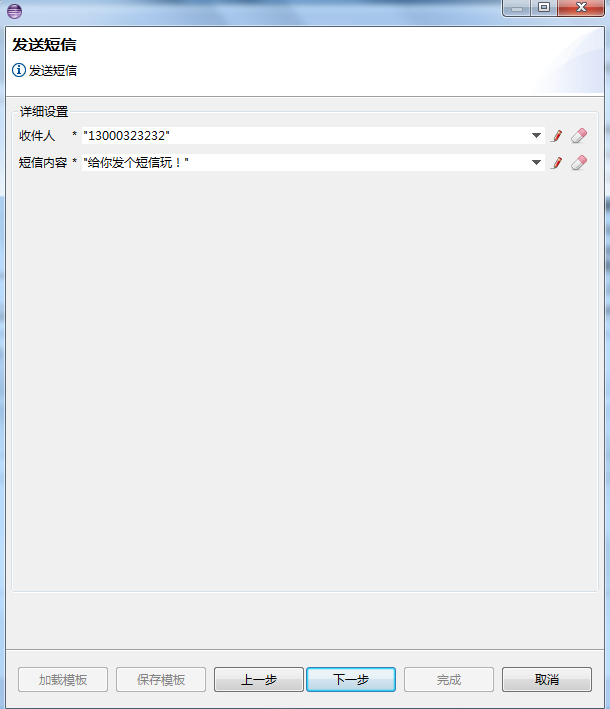 发送短信
发送短信
详细设置
收件人 * "13000323232"
短信内容 * "给你发个短信玩！"
加载模板 保存模板 上一步 下一步 完成 取消